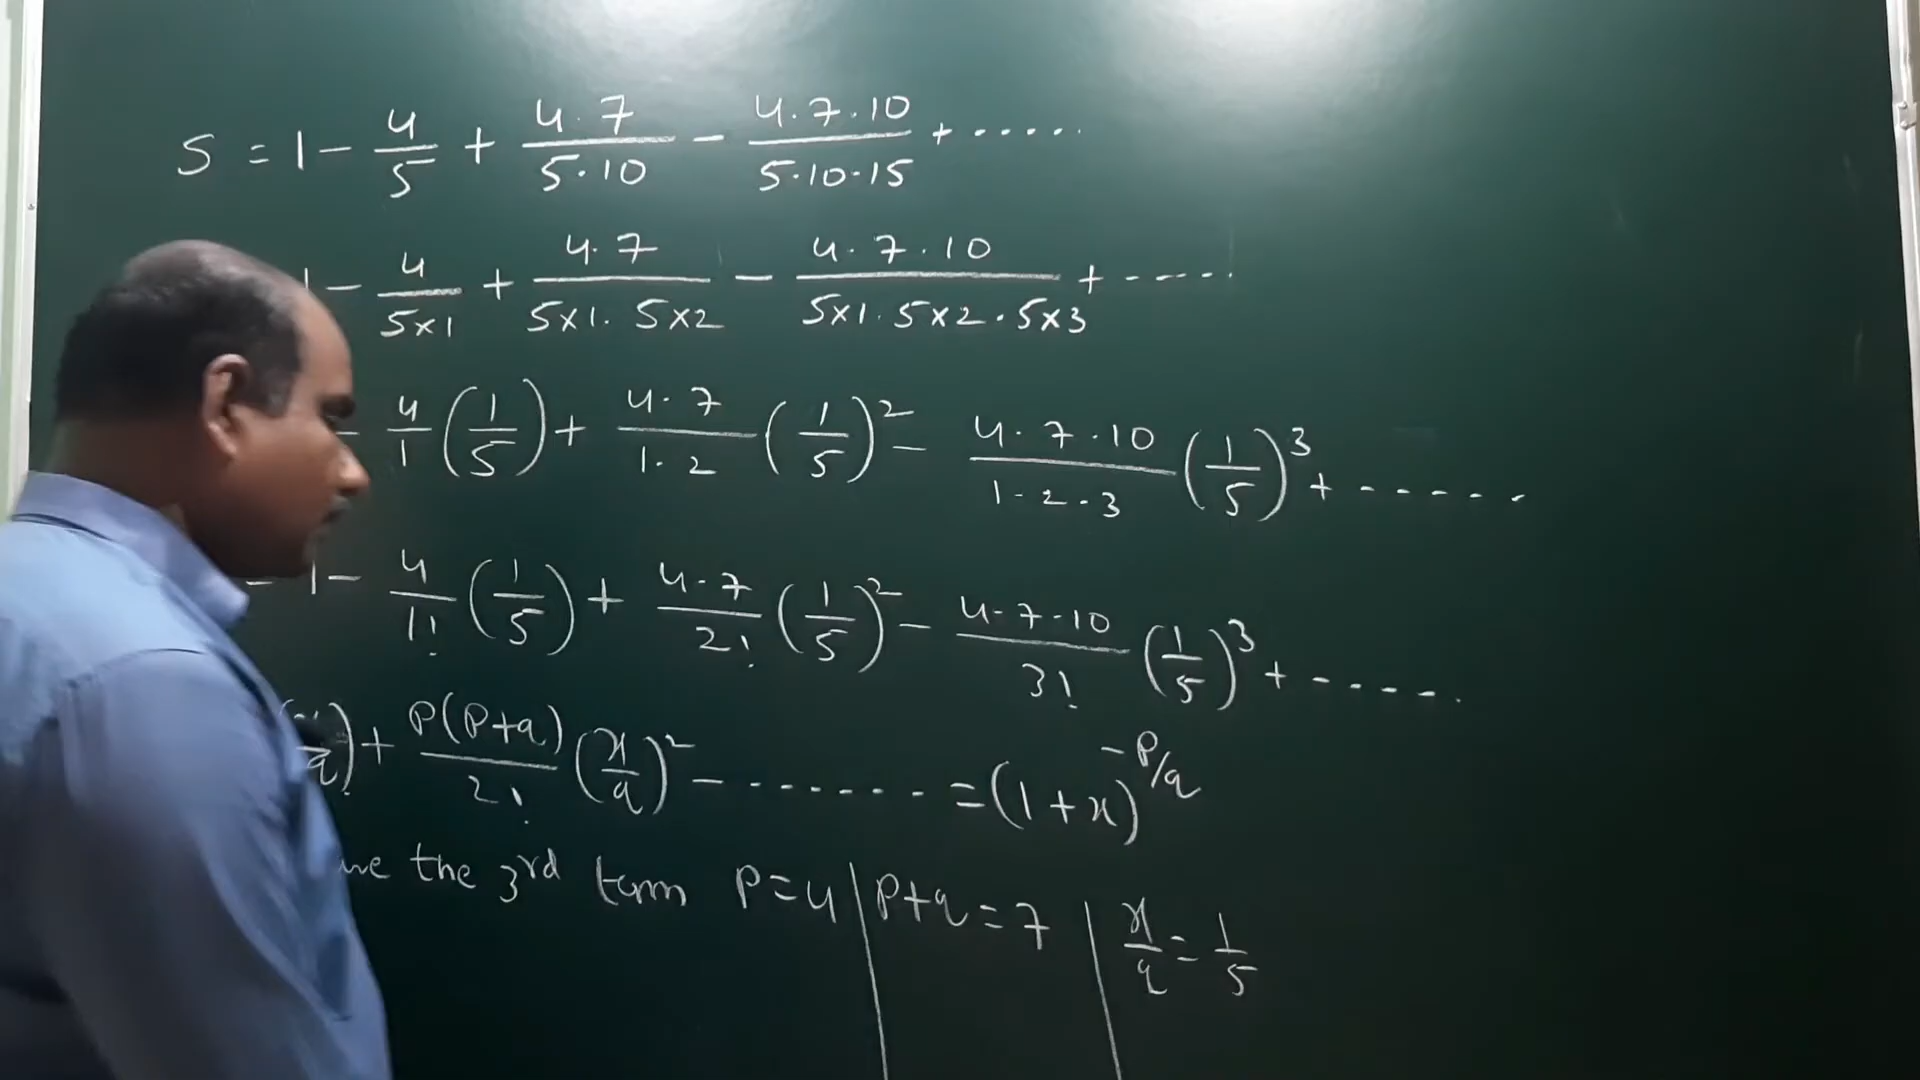 S = 1 - 4/5 + 4·7/5·10 - 4·7·10/5·10·15 + .....
1 - 4/5×1 + 4·7/5×1·5×2 - 4·7·10/5×1·5×2·5×3 + -----
- 4/1 (1/5) + 4·7/1·2 (1/5)² - 4·7·10/1·2·3 (1/5)³ + ------
= 1 - 4/1! (1/5) + 4·7/2! (1/5)² - 4·7·10/3! (1/5)³ + -----
(x/q) + P(P+q)/2! (x/q)² - ------- = (1+x)^-P/q
the 3rd term P=4 | P+q=7 | x/q = 1/5